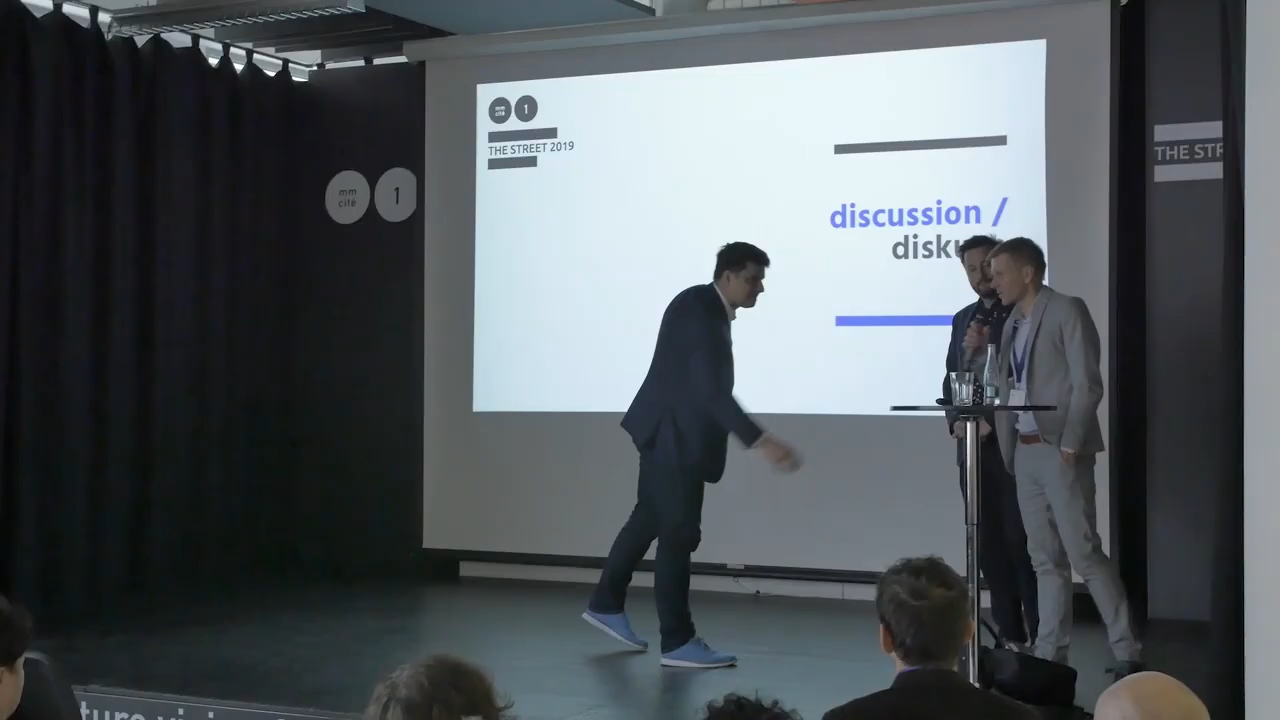 mm
cité
1
THE STREET 2019
discussion /
mm
cité
1
THE STR